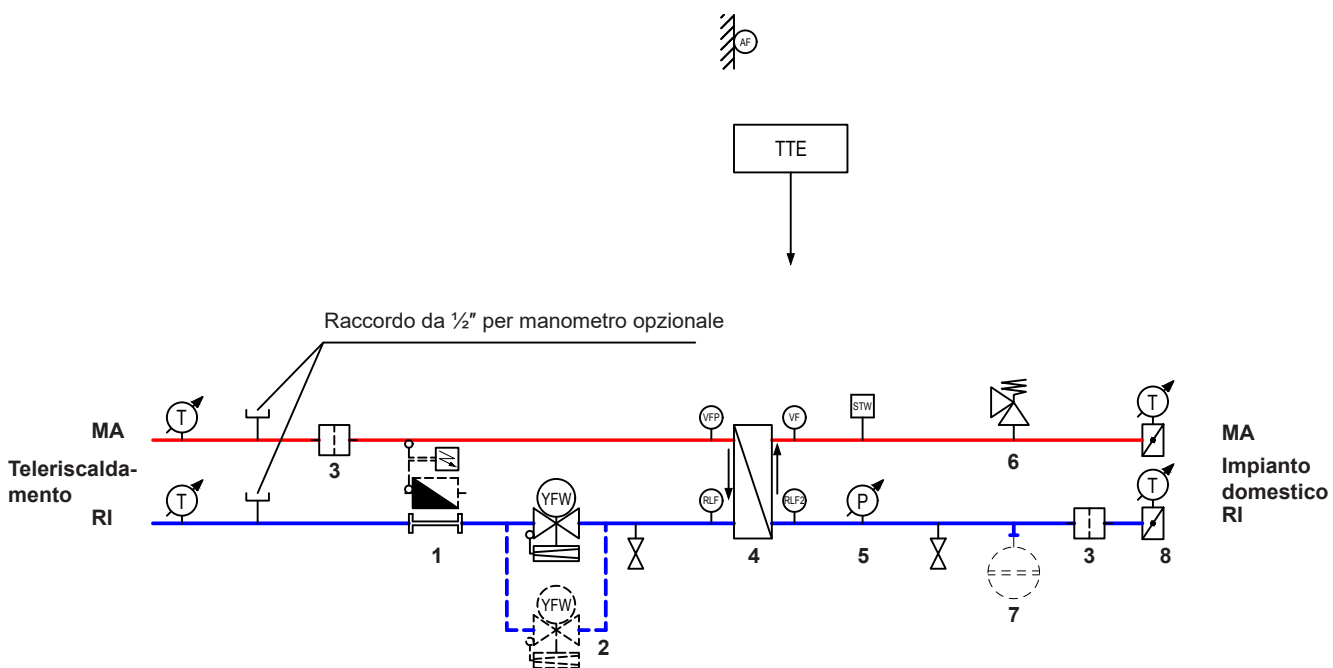 AF
TTE
Raccordo da ½″ per manometro opzionale
T
VFP
VF
STW
T
MA
3
6
MA
Teleriscalda-
mento
Impianto
domestico
T
RI
YFW
RLF
RLF2
P
T
RI
1
4
5
3
8
YFW
2
7